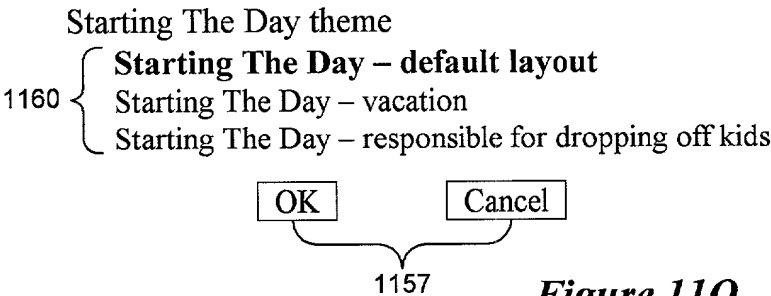 Starting The Day theme
Starting The Day – default layout
1160
Starting The Day – vacation
Starting The Day – responsible for dropping off kids
OK Cancel
1157
Figure 11O